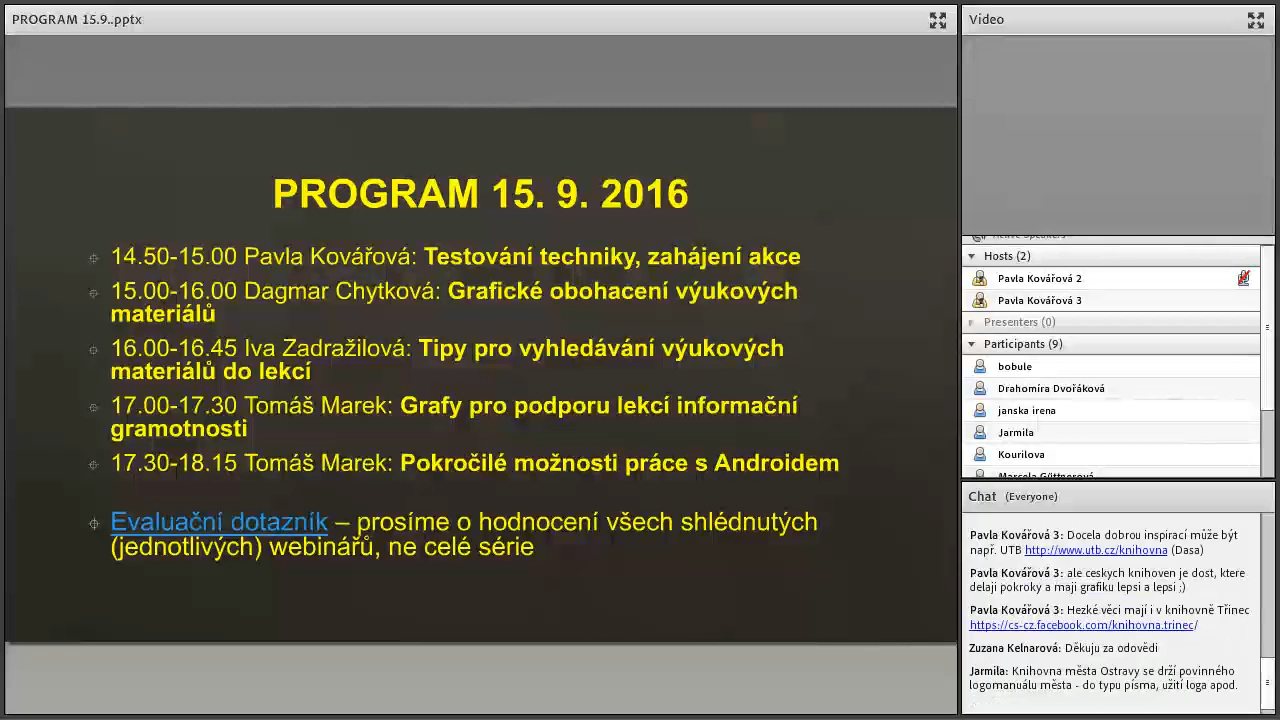 PROGRAM 15.9..pptx
PROGRAM 15. 9. 2016
14.50-15.00 Pavla Kovářová: Testování techniky, zahájení akce
15.00-16.00 Dagmar Chytková: Grafické obohacení výukových
materiálů
16.00-16.45 Iva Zadražilová: Tipy pro vyhledávání výukových
materiálů do lekcí
17.00-17.30 Tomáš Marek: Grafy pro podporu lekcí informační
gramotnosti
17.30-18.15 Tomáš Marek: Pokročilé možnosti práce s Androidem
Evaluační dotazník – prosíme o hodnocení všech shlédnutých
(jednotlivých) webinářů, ne celé série
Video
Active Speakers
Hosts (2)
Pavla Kovářová 2
Pavla Kovářová 3
Presenters (0)
Participants (9)
bobule
Drahomíra Dvořáková
janska irena
Jarmila
Kourilova
Marcela Güttnerová
Chat (Everyone)
Pavla Kovářová 3: Docela dobrou inspirací může být
např. UTB http://www.utb.cz/knihovna (Dasa)
Pavla Kovářová 3: ale ceskych knihoven je dost, ktere
delaji pokroky a maji grafiku lepsi a lepsi ;)
Pavla Kovářová 3: Hezké věci mají i v knihovně Třinec
https://cs-cz.facebook.com/knihovna.trinec/
Zuzana Kelnarová: Děkuju za odovědi
Jarmila: Knihovna města Ostravy se drží povinného
logomanuálu města - do typu písma, užití loga apod.